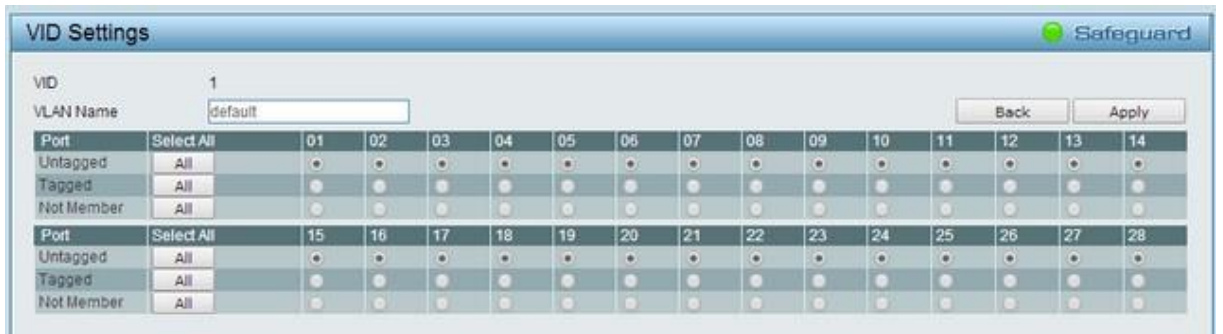 VID Settings Safeguard
VID 1
VLAN Name default Back Apply
Port Select All 01 02 03 04 05 06 07 08 09 10 11 12 13 14
Untagged All
Tagged All
Not Member All
Port Select All 15 16 17 18 19 20 21 22 23 24 25 26 27 28
Untagged All
Tagged All
Not Member All